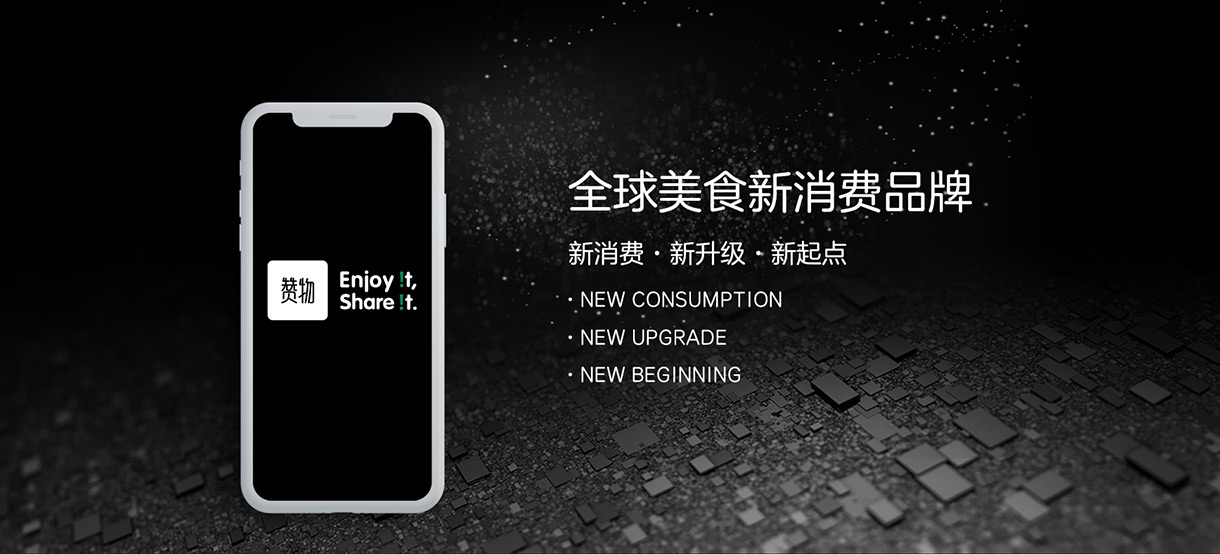 赞物
Enjoy !t,
Share !t.
全球美食新消费品牌
新消费·新升级·新起点
· NEW CONSUMPTION
· NEW UPGRADE
· NEW BEGINNING